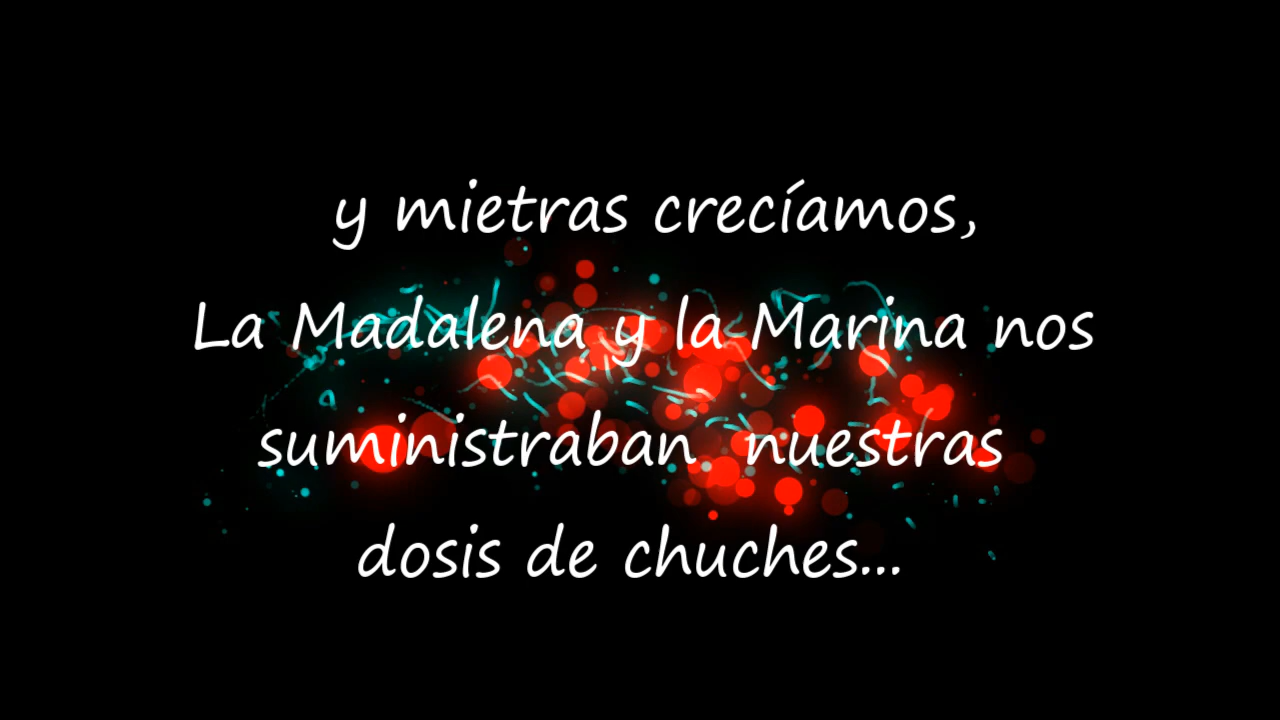 y mietras crecíamos,
La Madalena y la Marina nos
suministraban nuestras
dosis de chuches...